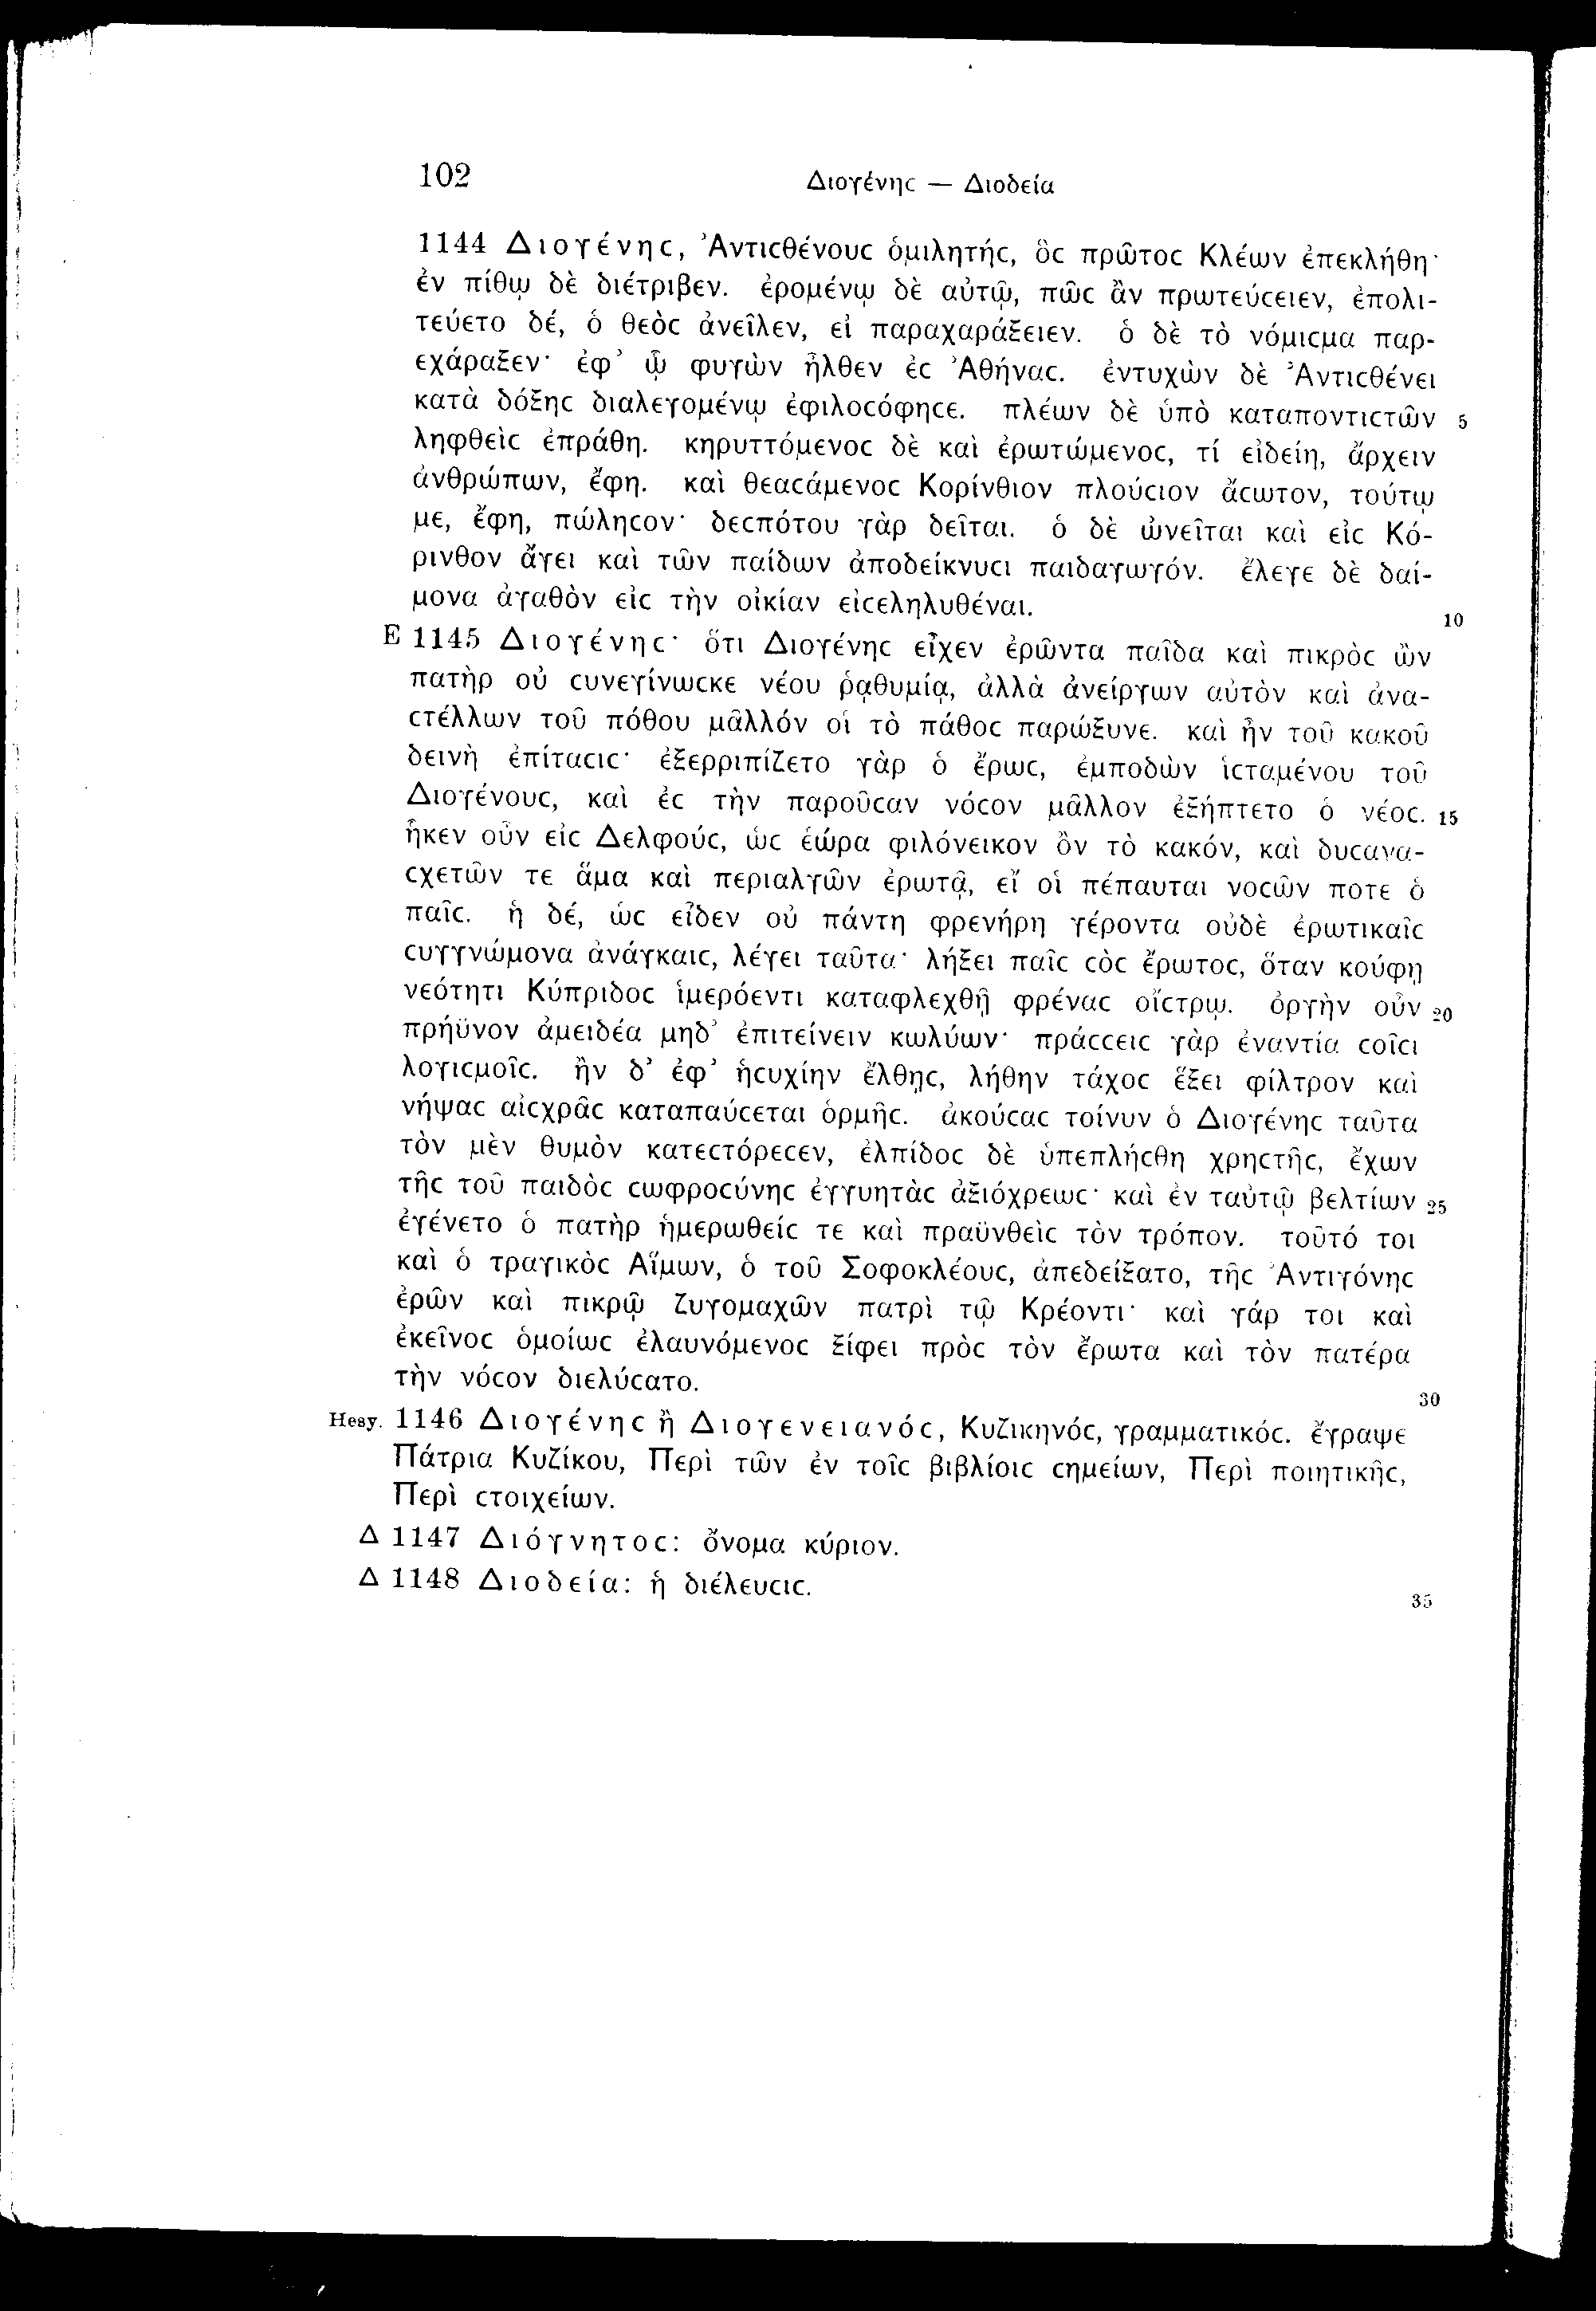 102
Διογένηϲ — Διοδεία
1144 Διογένηϲ, Ἀντιϲθένουϲ ὁμιλητήϲ, ὃϲ πρῶτοϲ Κλέων ἐπεκλήθη·
ἐν πίθῳ δὲ διέτριβεν. ἐρομένῳ δὲ αὐτῷ, πῶϲ ἂν πρωτεύϲειεν, ἐπολι-
τεύετο δέ, ὁ θεὸϲ ἀνεῖλεν, εἰ παραχαράξειεν. ὁ δὲ τὸ νόμιϲμα παρ-
εχάραξεν· ἐφ’ ᾧ φυγὼν ἦλθεν ἐϲ Ἀθήναϲ. ἐντυχὼν δὲ Ἀντιϲθένει
κατὰ δόξηϲ διαλεγομένῳ ἐφιλοϲόφηϲε. πλέων δὲ ὑπὸ καταποντιϲτῶν 5
ληφθεὶϲ ἐπράθη. κηρυττόμενοϲ δὲ καὶ ἐρωτώμενοϲ, τί εἰδείη, ἄρχειν
ἀνθρώπων, ἔφη. καὶ θεαϲάμενοϲ Κορίνθιον πλούϲιον ἄϲωτον, τούτῳ
με, ἔφη, πώληϲον· δεϲπότου γὰρ δεῖται. ὁ δὲ ὠνεῖται καὶ εἰϲ Κό-
ρινθον ἄγει καὶ τῶν παίδων ἀποδείκνυϲι παιδαγωγόν. ἔλεγε δὲ δαί-
μονα ἀγαθὸν εἰϲ τὴν οἰκίαν εἰϲεληλυθέναι. 10
E 1145 Διογένηϲ· ὅτι Διογένηϲ εἶχεν ἐρῶντα παῖδα καὶ πικρὸϲ ὢν
πατὴρ οὐ ϲυνεγίνωϲκε νέου ῥᾳθυμίᾳ, ἀλλὰ ἀνείργων αὐτὸν καὶ ἀνα-
ϲτέλλων τοῦ πόθου μᾶλλόν οἱ τὸ πάθοϲ παρώξυνε. καὶ ἦν τοῦ κακοῦ
δεινὴ ἐπίταϲιϲ· ἐξερριπίζετο γὰρ ὁ ἔρωϲ, ἐμποδὼν ἱϲταμένου τοῦ
Διογένουϲ, καὶ ἐϲ τὴν παροῦϲαν νόϲον μᾶλλον ἐξήπτετο ὁ νέοϲ. 15
ἧκεν οὖν εἰϲ Δελφούϲ, ὡϲ ἑώρα φιλόνεικον ὂν τὸ κακόν, καὶ δυϲανα-
ϲχετῶν τε ἅμα καὶ περιαλγῶν ἐρωτᾷ, εἴ οἱ πέπαυται νοϲῶν ποτε ὁ
παῖϲ. ἡ δέ, ὡϲ εἶδεν οὐ πάντη φρενήρη γέροντα οὐδὲ ἐρωτικαῖϲ
ϲυγγνώμονα ἀνάγκαιϲ, λέγει ταῦτα· λήξει παῖϲ ϲὸϲ ἔρωτοϲ, ὅταν κούφῃ
νεότητι Κύπριδοϲ ἱμερόεντι καταφλεχθῇ φρέναϲ οἴϲτρῳ. ὀργὴν οὖν 20
πρήϋνον ἀμειδέα μηδ’ ἐπιτείνειν κωλύων· πράϲϲειϲ γὰρ ἐναντία ϲοῖϲι
λογιϲμοῖϲ. ἢν δ’ ἐφ’ ἡϲυχίην ἔλθῃϲ, λήθην τάχοϲ ἕξει φίλτρον καὶ
νήψαϲ αἰϲχρᾶϲ καταπαύϲεται ὁρμῆϲ. ἀκούϲαϲ τοίνυν ὁ Διογένηϲ ταῦτα
τὸν μὲν θυμὸν κατεϲτόρεϲεν, ἐλπίδοϲ δὲ ὑπεπλήϲθη χρηϲτῆϲ, ἔχων
τῆϲ τοῦ παιδὸϲ ϲωφροϲύνηϲ ἐγγυητὰϲ ἀξιόχρεωϲ· καὶ ἐν ταὐτῷ βελτίων 25
ἐγένετο ὁ πατὴρ ἡμερωθείϲ τε καὶ πραϋνθεὶϲ τὸν τρόπον. τοῦτό τοι
καὶ ὁ τραγικὸϲ Αἵμων, ὁ τοῦ Σοφοκλέουϲ, ἀπεδείξατο, τῆϲ Ἀντιγόνηϲ
ἐρῶν καὶ πικρῷ ζυγομαχῶν πατρὶ τῷ Κρέοντι· καὶ γάρ τοι καὶ
ἐκεῖνοϲ ὁμοίωϲ ἐλαυνόμενοϲ ξίφει πρὸϲ τὸν ἔρωτα καὶ τὸν πατέρα
τὴν νόϲον διελύϲατο. 30
Hesy. 1146 Διογένηϲ ἢ Διογενειανόϲ, Κυζικηνόϲ, γραμματικόϲ. ἔγραψε
Πάτρια Κυζίκου, Περὶ τῶν ἐν τοῖϲ βιβλίοιϲ ϲημείων, Περὶ ποιητικῆϲ,
Περὶ ϲτοιχείων.
Δ 1147 Διόγνητοϲ: ὄνομα κύριον.
Δ 1148 Διοδεία: ἡ διέλευϲιϲ. 35